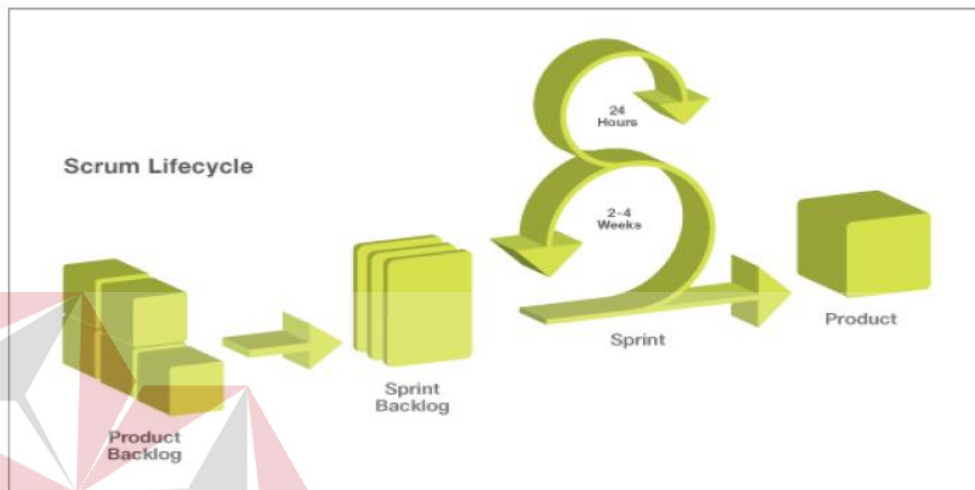 Scrum Lifecycle
24
Hours
2-4
Weeks
Product
Backlog
Sprint
Backlog
Sprint
Product